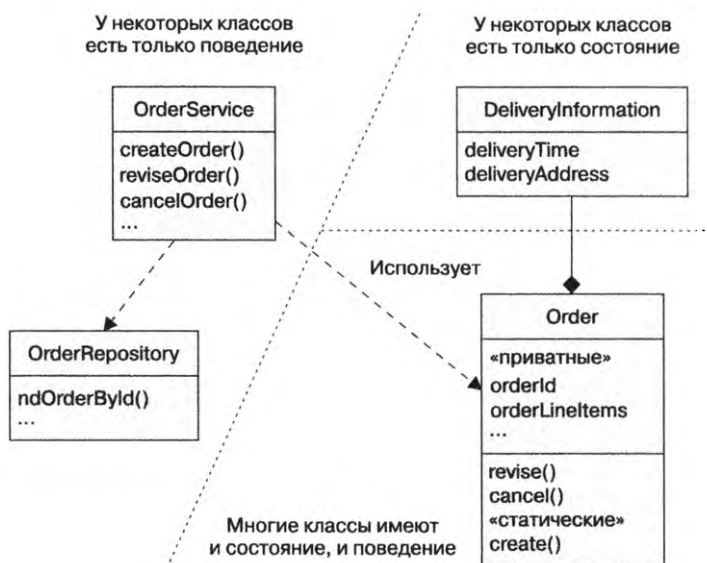 У некоторых классов
есть только поведение
У некоторых классов
есть только состояние
OrderService
createOrder()
reviseOrder()
cancelOrder()
...
DeliveryInformation
deliveryTime
deliveryAddress
Использует
OrderRepository
ndOrderById()
...
Order
«приватные»
orderId
orderLineItems
...
revise()
cancel()
«статические»
create()
Многие классы имеют
и состояние, и поведение